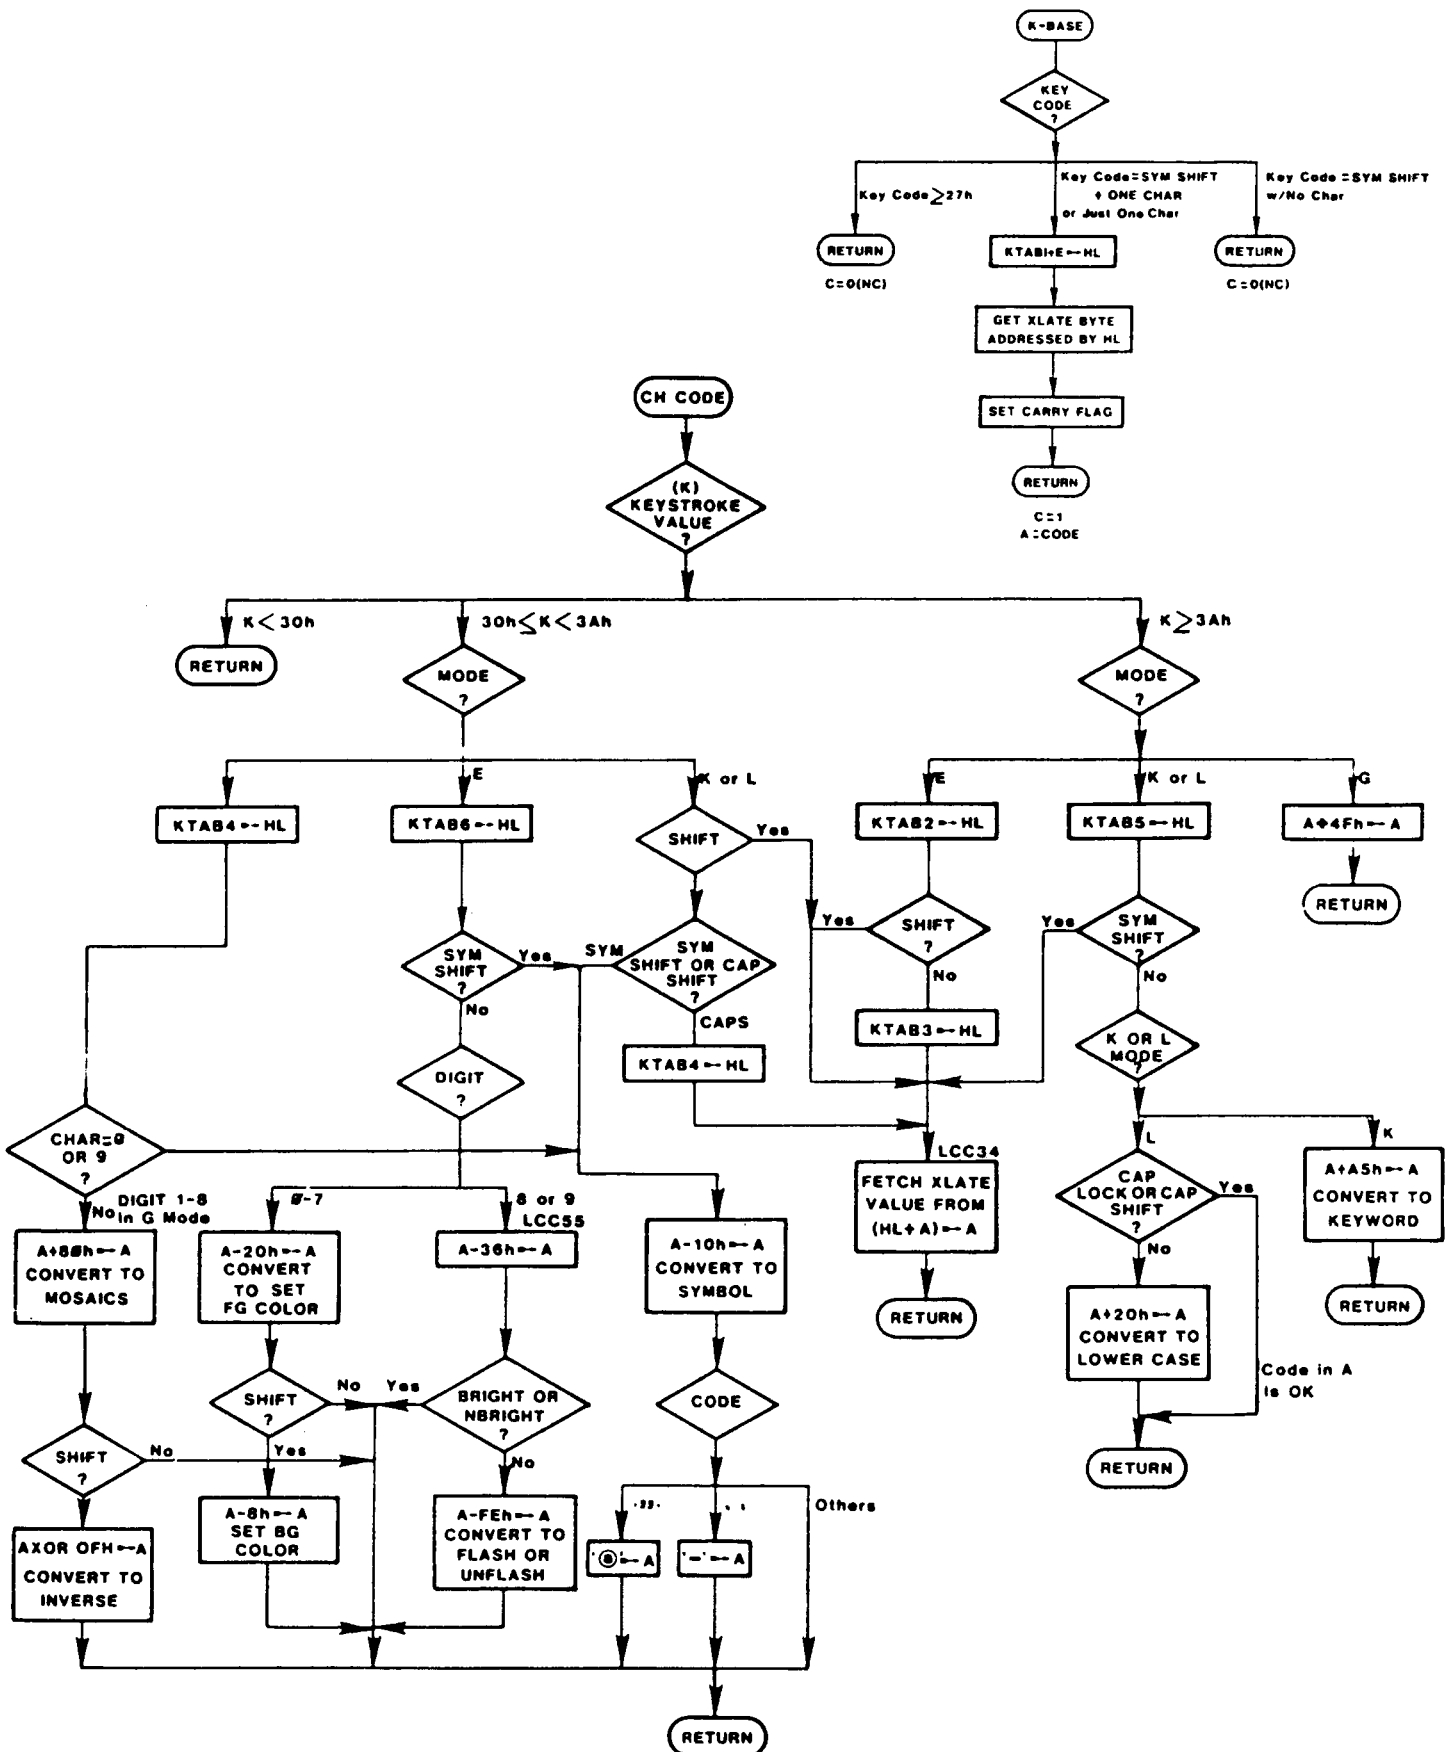 K-BASE
KEY
CODE
?
Key Code≥27h
Key Code=SYM SHIFT
+ ONE CHAR
or Just One Char
Key Code =SYM SHIFT
w/No Char
RETURN
KTAB1+E→HL
RETURN
C=0(NC)
C=0(NC)
GET XLATE BYTE
ADDRESSED BY HL
SET CARRY FLAG
RETURN
C=1
A=CODE
CH CODE
(K)
KEYSTROKE
VALUE
?
K<30h
30h≤K<3Ah
K≥3Ah
RETURN
MODE
?
MODE
?
E
K or L
E
K or L
G
KTAB4→HL
KTAB6→HL
SHIFT
Yes
KTAB2→HL
KTAB5→HL
A+4Fh→A
RETURN
SYM
SHIFT
?
Yes
No
SYM
SYM
SHIFT OR CAP
SHIFT
?
CAPS
KTAB4→HL
SHIFT
?
Yes
No
KTAB3→HL
SYM
SHIFT
?
Yes
No
K OR L
MODE
?
DIGIT
?
CHAR=0
OR 9
?
No
DIGIT 1-8
in G Mode
0-7
8 or 9
LCC55
LCC34
FETCH XLATE
VALUE FROM
(HL+A)→A
RETURN
L
K
CAP
LOCK OR CAP
SHIFT
?
Yes
No
A+A5h→A
CONVERT TO
KEYWORD
RETURN
A+80h→A
CONVERT TO
MOSAICS
A-20h→A
CONVERT
TO SET
FG COLOR
A-36h→A
A-10h→A
CONVERT TO
SYMBOL
A+20h→A
CONVERT TO
LOWER CASE
Code in A
is OK
RETURN
SHIFT
?
No
Yes
SHIFT
?
No
Yes
BRIGHT OR
NBRIGHT
?
No
CODE
Others
AXOR OFH→A
CONVERT TO
INVERSE
A-8h→A
SET BG
COLOR
A-FEh→A
CONVERT TO
FLASH OR
UNFLASH
'@'→A
'-'→A
RETURN